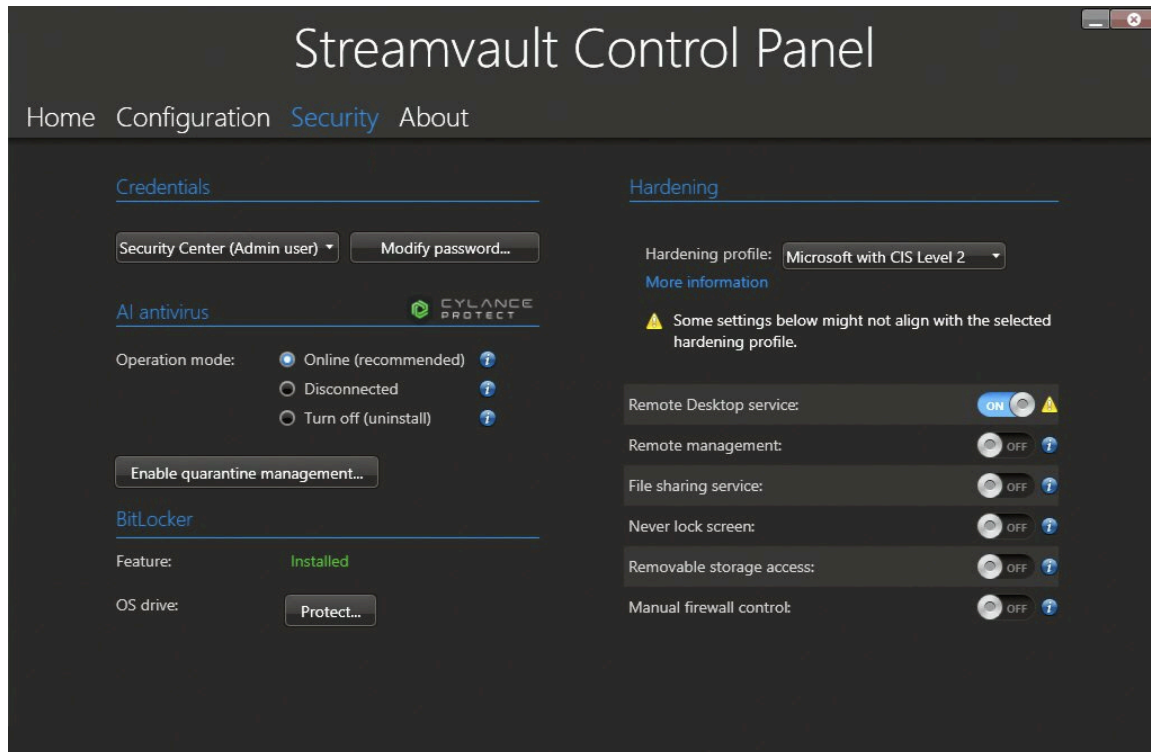 Streamvault Control Panel
Home Configuration Security About
Credentials
Security Center (Admin user)
Modify password...
AI antivirus
CYLANCE
PROTECT
Operation mode:
Online (recommended)
Disconnected
Turn off (uninstall)
Enable quarantine management...
BitLocker
Feature:
Installed
OS drive:
Protect...
Hardening
Hardening profile:
Microsoft with CIS Level 2
More information
Some settings below might not align with the selected
hardening profile.
Remote Desktop service:
ON
Remote management:
OFF
File sharing service:
OFF
Never lock screen:
OFF
Removable storage access:
OFF
Manual firewall control:
OFF